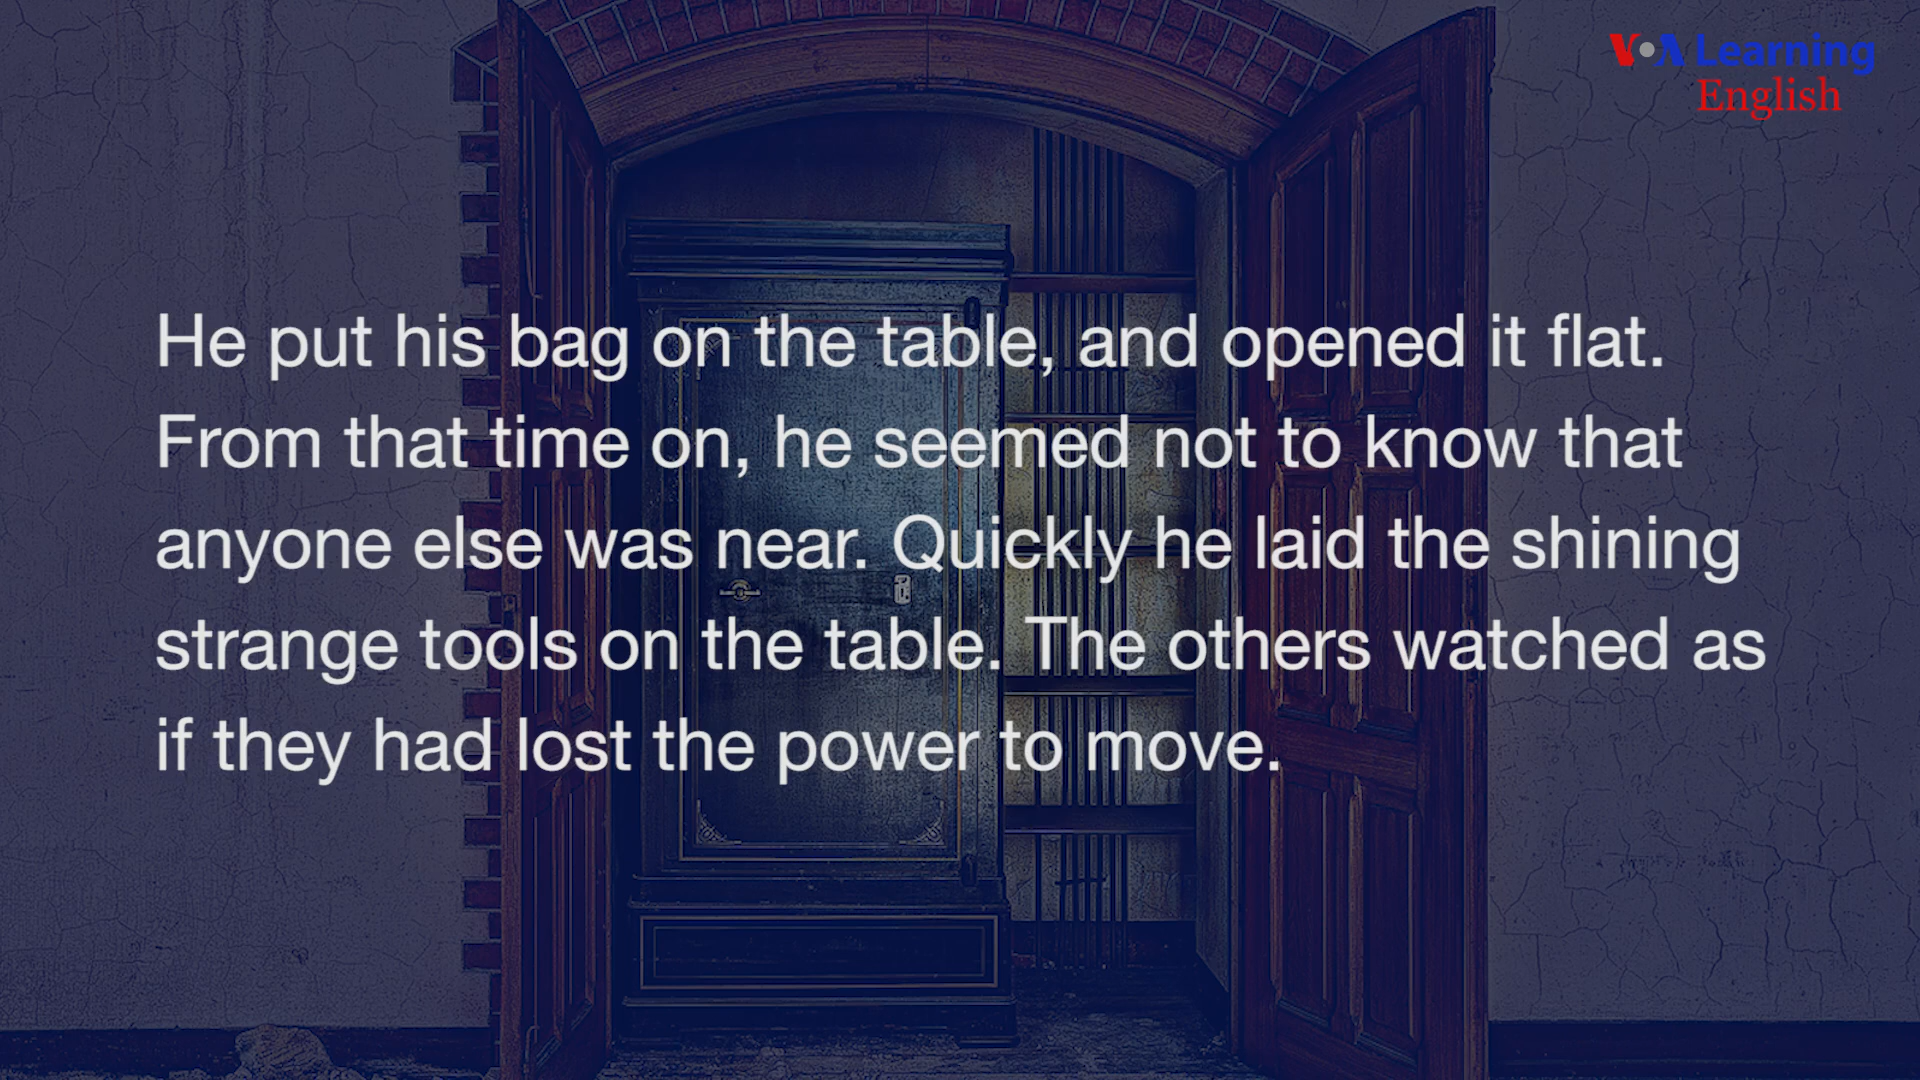 VOA Learning
English
He put his bag on the table, and opened it flat.
From that time on, he seemed not to know that
anyone else was near. Quickly he laid the shining
strange tools on the table. The others watched as
if they had lost the power to move.